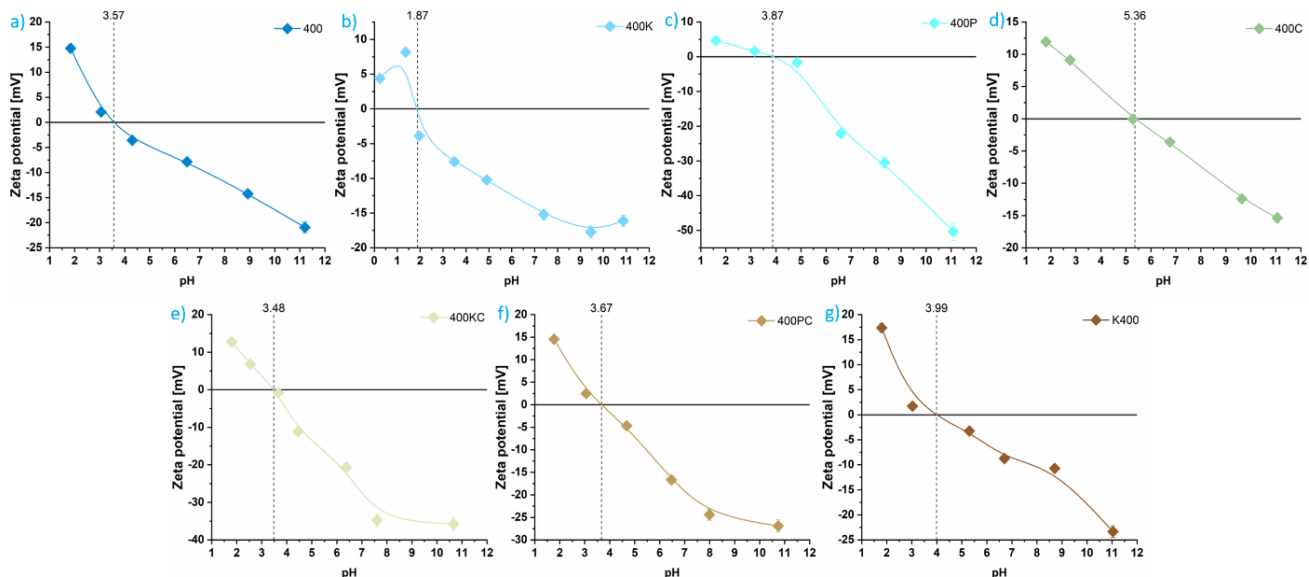 a)
3.57
400
Zeta potential [mV]
20
15
10
5
0
-5
-10
-15
-20
-25
1 2 3 4 5 6 7 8 9 10 11 12
pH
b)
1.87
400K
Zeta potential [mV]
15
10
5
0
-5
-10
-15
-20
0 1 2 3 4 5 6 7 8 9 10 11 12
pH
c)
3.87
400P
Zeta potential [mV]
10
0
-10
-20
-30
-40
-50
1 2 3 4 5 6 7 8 9 10 11 12
pH
d)
5.36
400C
Zeta potential [mV]
15
10
5
0
-5
-10
-15
-20
1 2 3 4 5 6 7 8 9 10 11 12
pH
e)
3.48
400KC
Zeta potential [mV]
20
10
0
-10
-20
-30
-40
1 2 3 4 5 6 7 8 9 10 11 12
pH
f)
3.67
400PC
Zeta potential [mV]
20
15
10
5
0
-5
-10
-15
-20
-25
-30
1 2 3 4 5 6 7 8 9 10 11 12
pH
g)
3.99
K400
Zeta potential [mV]
20
15
10
5
0
-5
-10
-15
-20
-25
1 2 3 4 5 6 7 8 9 10 11 12
pH